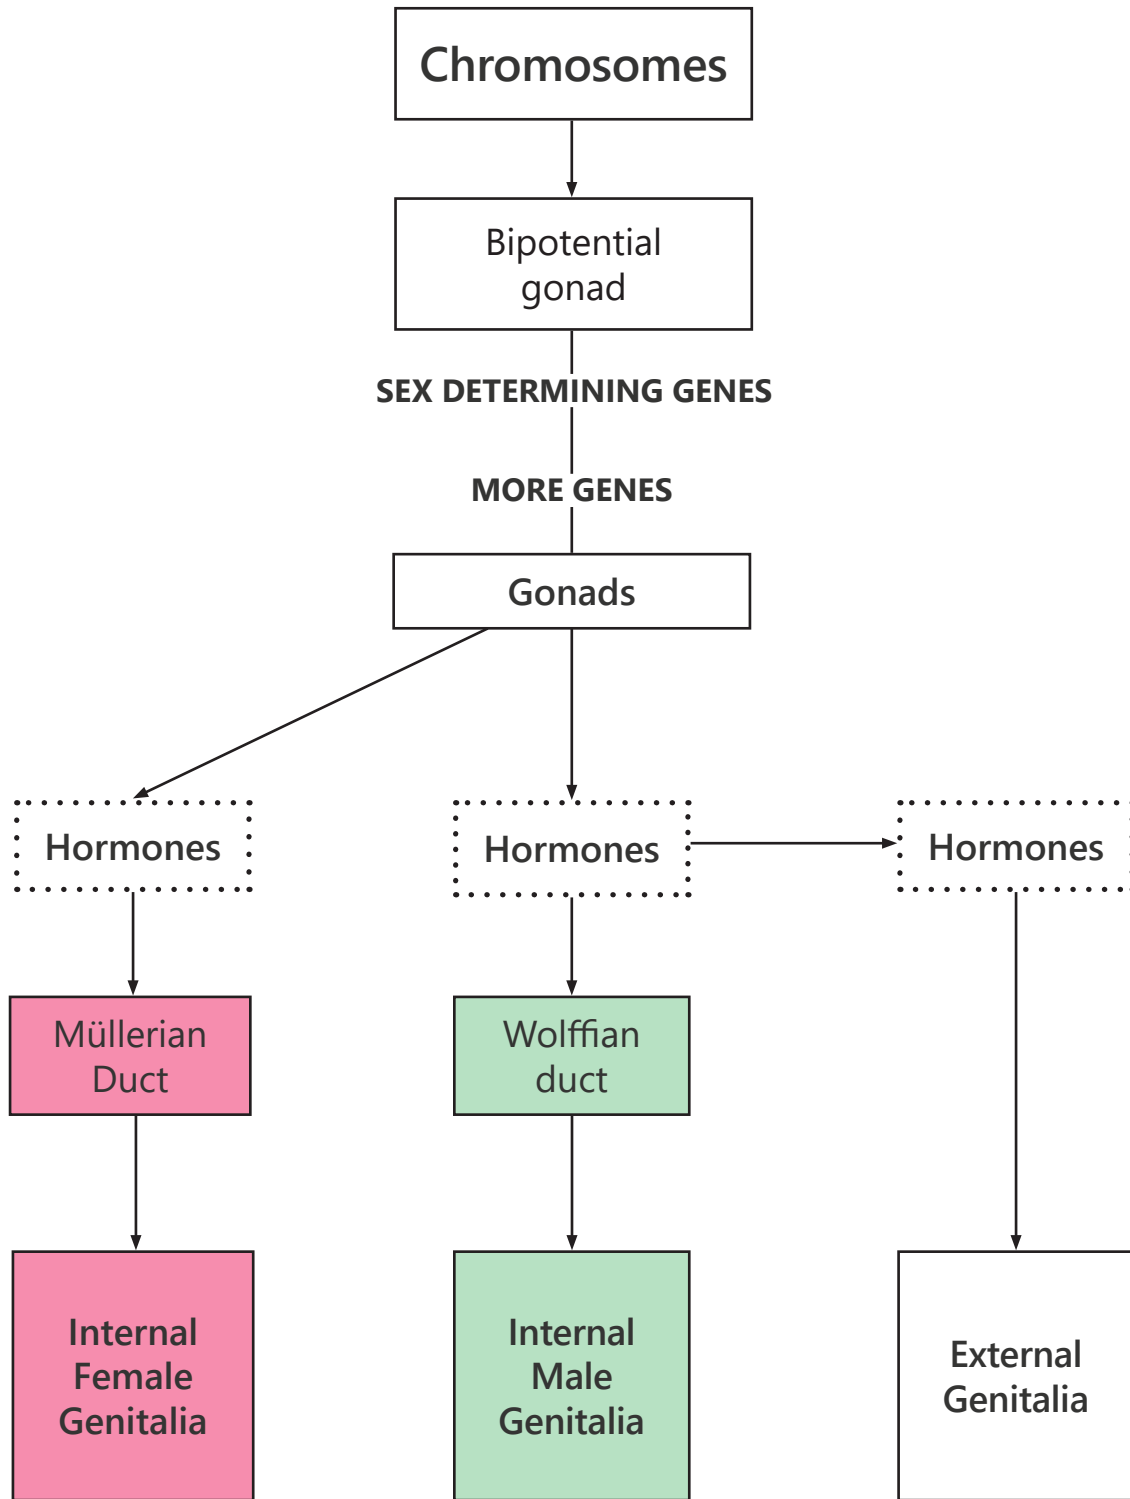 Chromosomes
Bipotential
gonad
SEX DETERMINING GENES
MORE GENES
Gonads
Hormones
Hormones
Hormones
Müllerian
Duct
Wolffian
duct
Internal
Female
Genitalia
Internal
Male
Genitalia
External
Genitalia